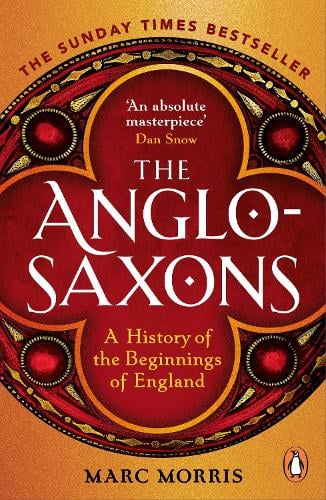 THE SUNDAY TIMES BESTSELLER
'An absolute
masterpiece'
Dan Snow
THE
ANGLO-
SAXONS
A History of
the Beginnings
of England
MARC MORRIS